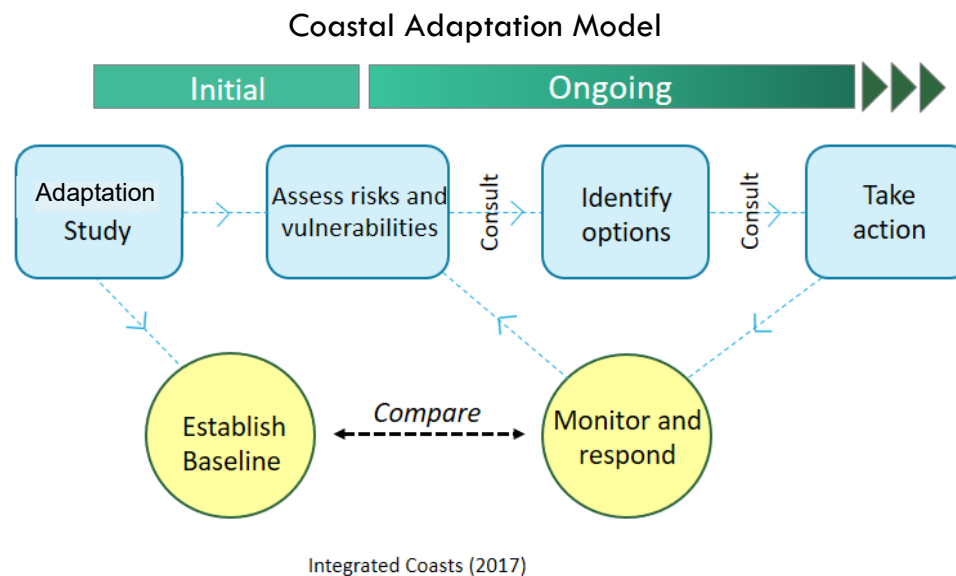 Coastal Adaptation Model
Initial
Ongoing
Adaptation
Study
Assess risks and
vulnerabilities
Consult
Identify
options
Consult
Take
action
Establish
Baseline
Compare
Monitor and
respond
Integrated Coasts (2017)